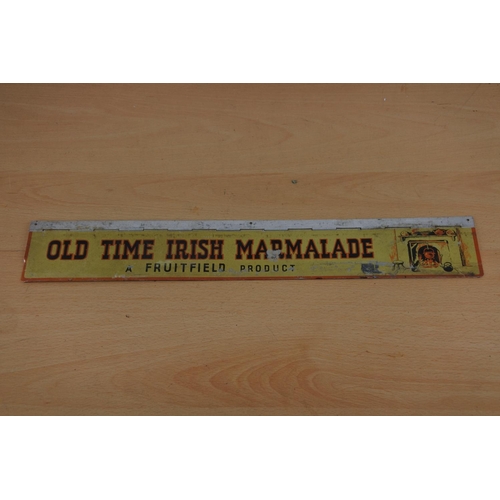 OLD TIME IRISH MARMALADE
A FRUITFIELD PRODUCT